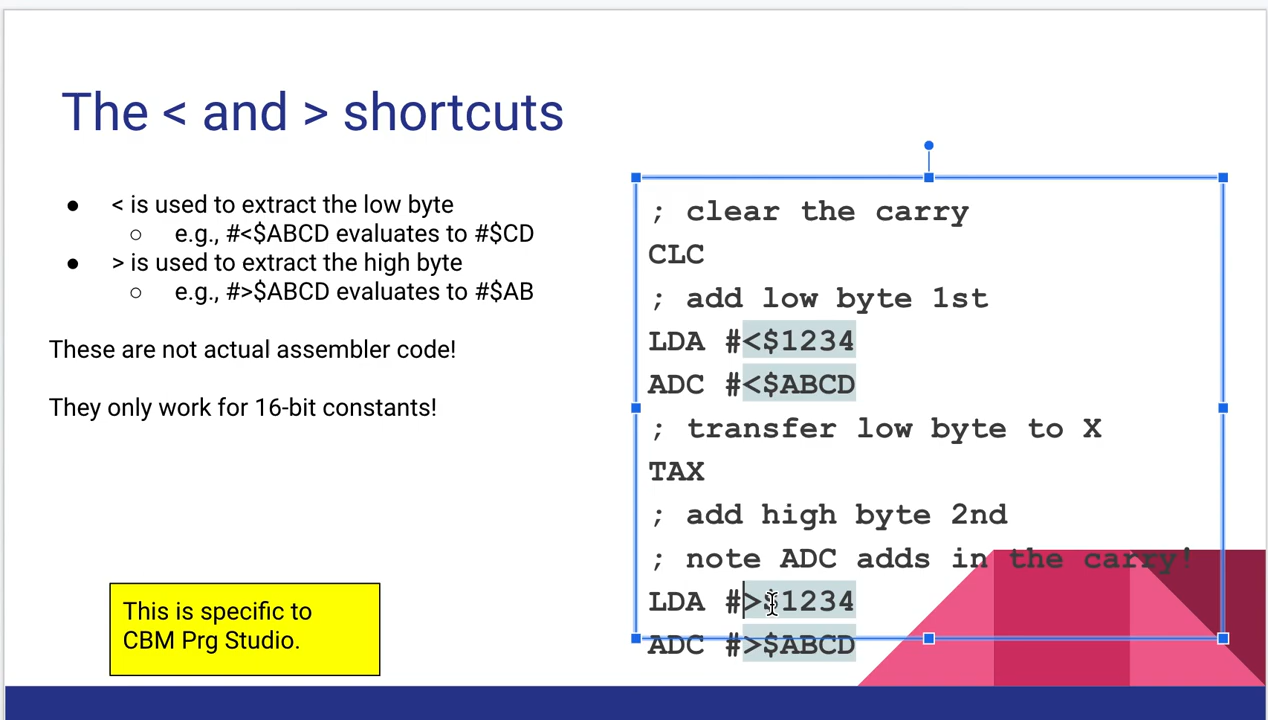 The < and > shortcuts
● < is used to extract the low byte
○ e.g., #<$ABCD evaluates to #$CD
● > is used to extract the high byte
○ e.g., #>$ABCD evaluates to #$AB
These are not actual assembler code!
They only work for 16-bit constants!
This is specific to
CBM Prg Studio.
; clear the carry
CLC
; add low byte 1st
LDA #<$1234
ADC #<$ABCD
; transfer low byte to X
TAX
; add high byte 2nd
; note ADC adds in the carry!
LDA #>$1234
ADC #>$ABCD